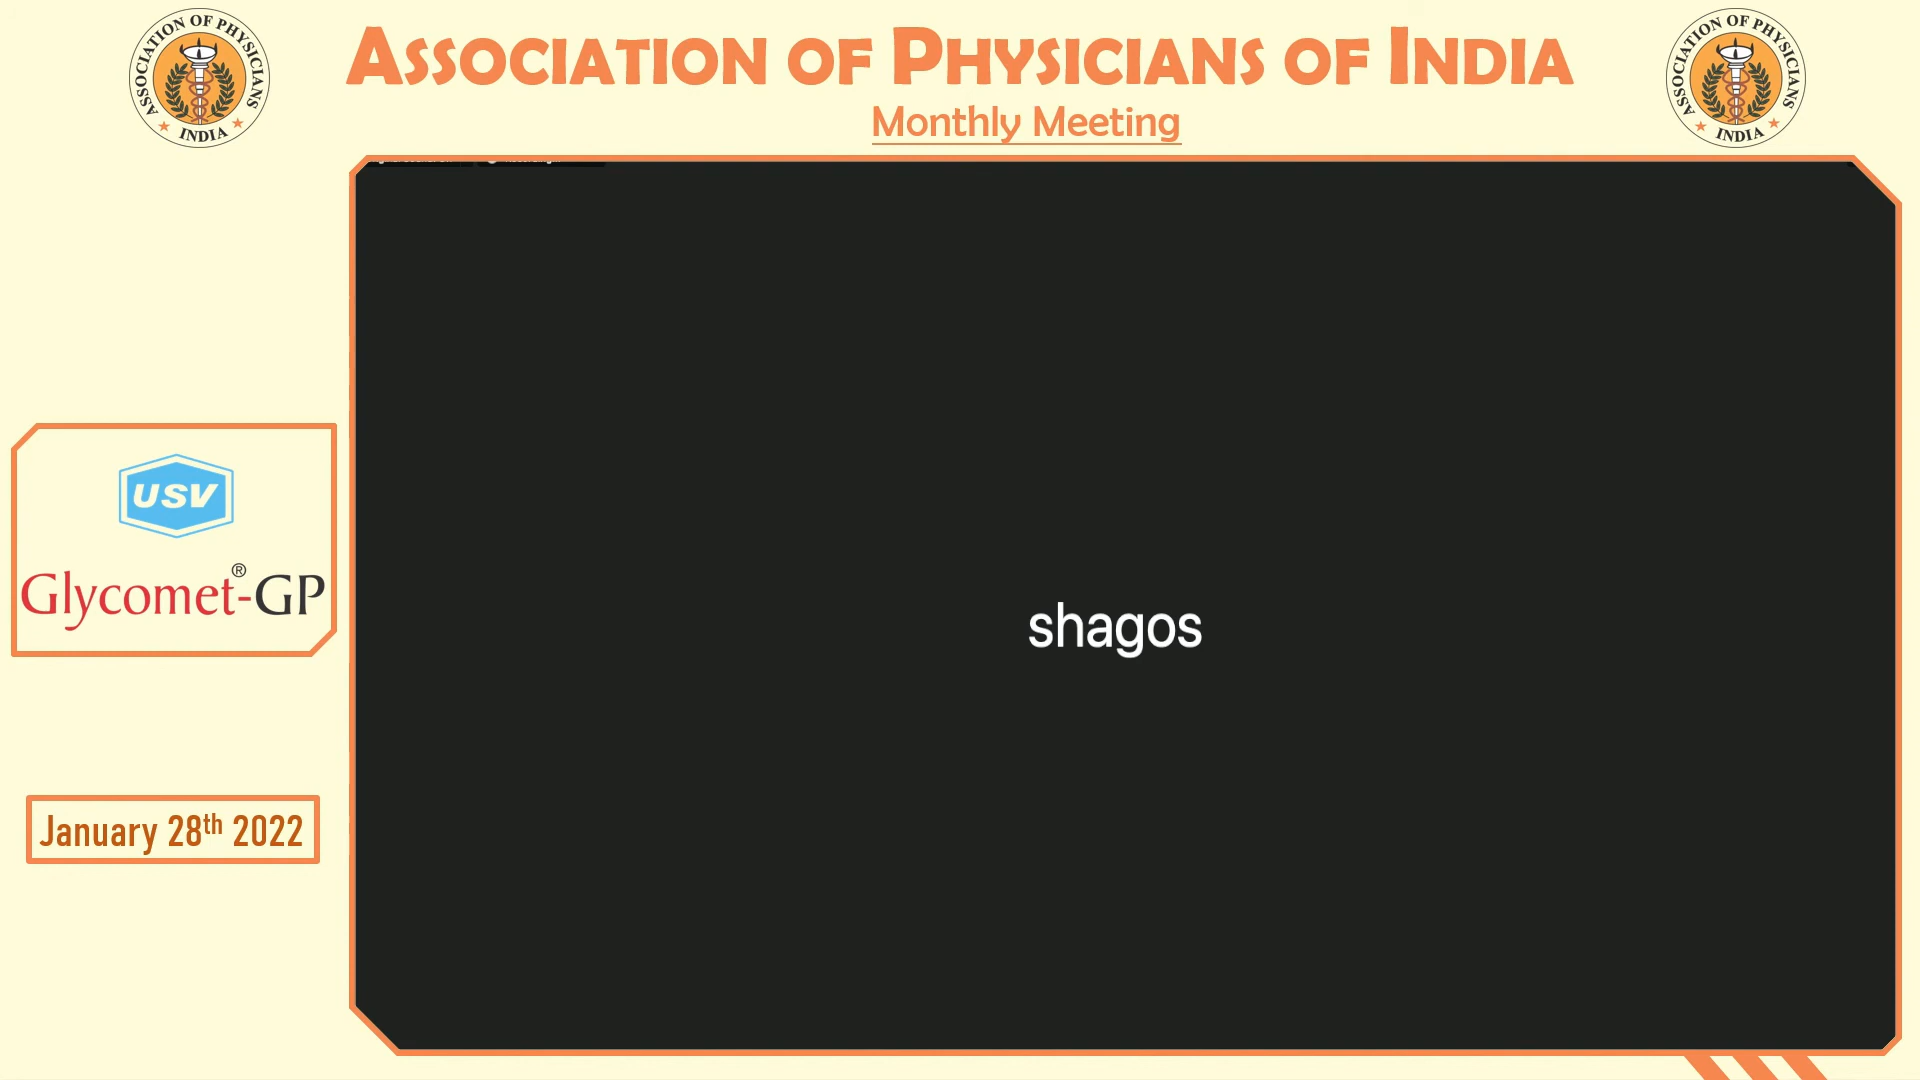 ASSOCIATION OF PHYSICIANS
INDIA
ASSOCIATION OF PHYSICIANS OF INDIA
Monthly Meeting
ASSOCIATION OF PHYSICIANS
INDIA
USV
Glycomet®-GP
shagos
January 28th 2022